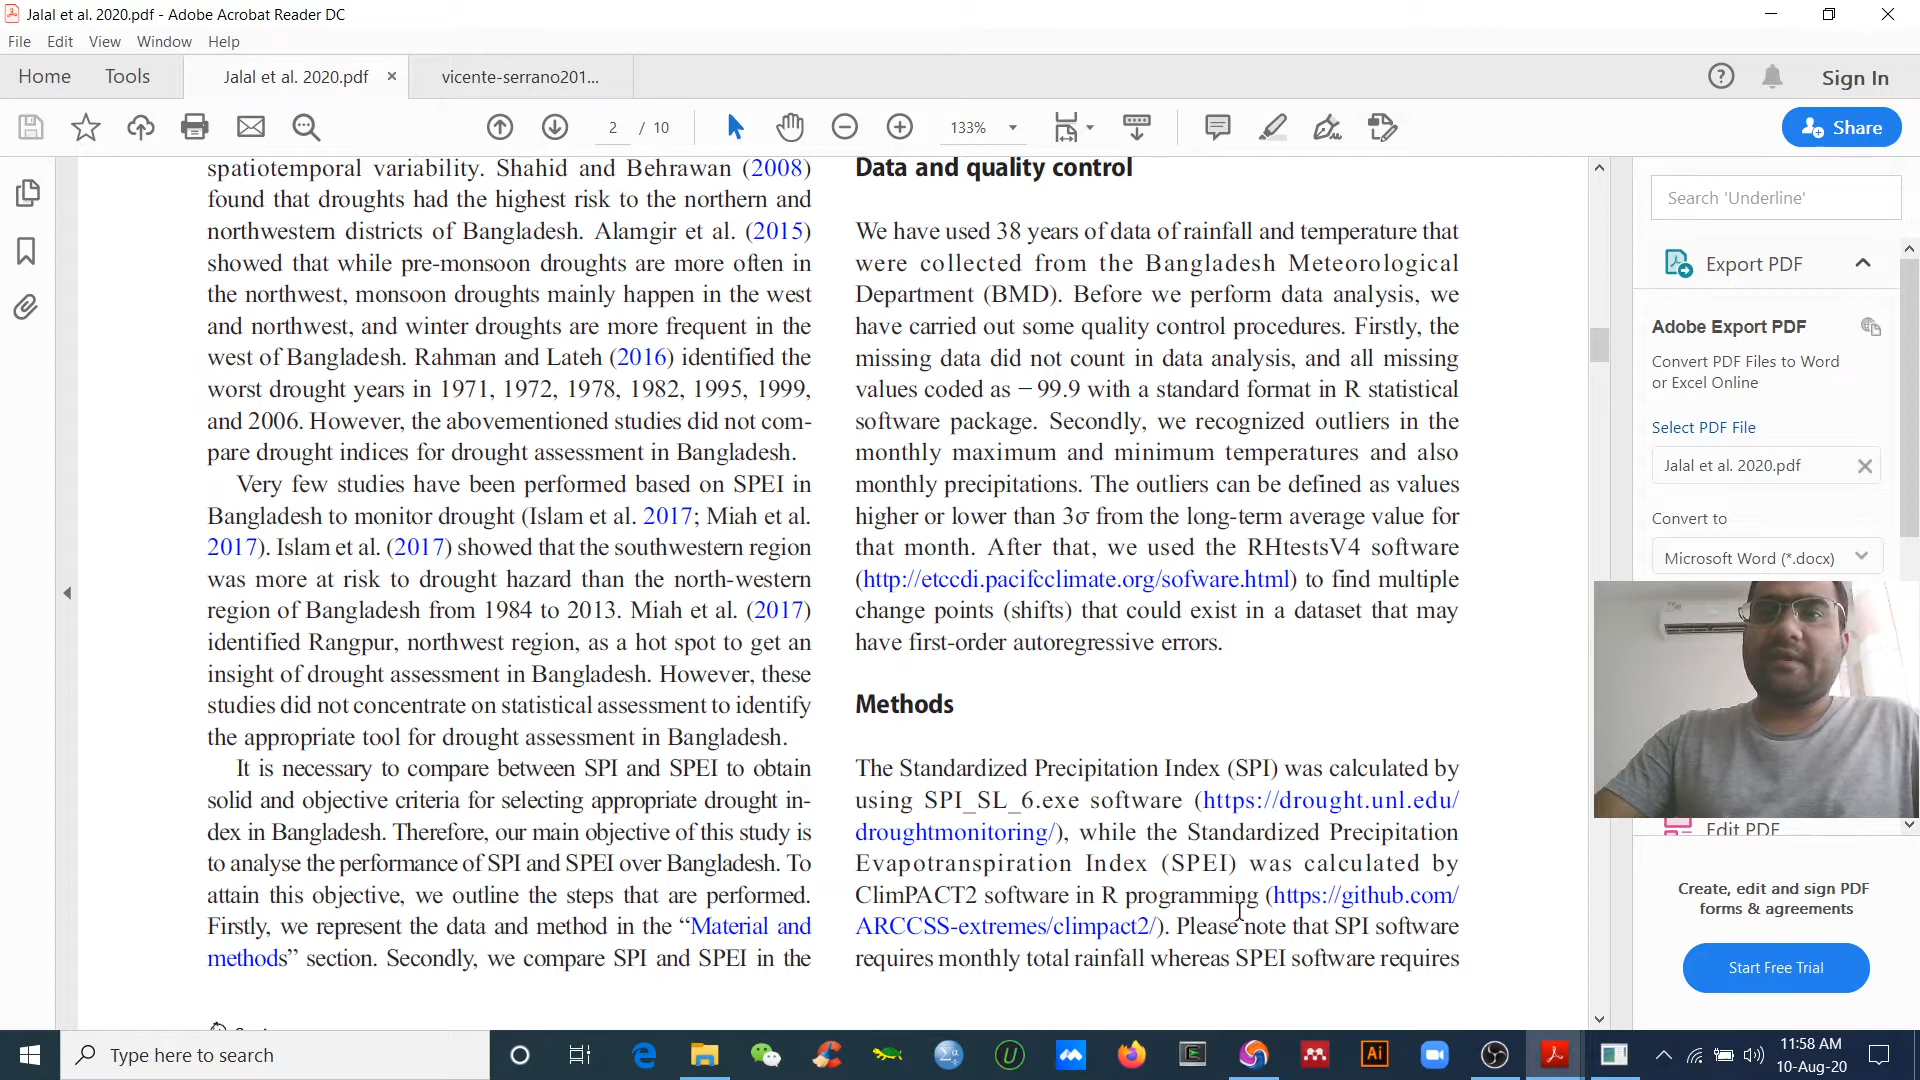 Jalal et al. 2020.pdf - Adobe Acrobat Reader DC
File Edit View Window Help
Home Tools Jalal et al. 2020.pdf × vicente-serrano201... Sign In
2 / 10 133% Share
spatiotemporal variability. Shahid and Behrawan (2008)
found that droughts had the highest risk to the northern and
northwestern districts of Bangladesh. Alamgir et al. (2015)
showed that while pre-monsoon droughts are more often in
the northwest, monsoon droughts mainly happen in the west
and northwest, and winter droughts are more frequent in the
west of Bangladesh. Rahman and Lateh (2016) identified the
worst drought years in 1971, 1972, 1978, 1982, 1995, 1999,
and 2006. However, the abovementioned studies did not com-
pare drought indices for drought assessment in Bangladesh.
Very few studies have been performed based on SPEI in
Bangladesh to monitor drought (Islam et al. 2017; Miah et al.
2017). Islam et al. (2017) showed that the southwestern region
was more at risk to drought hazard than the north-western
region of Bangladesh from 1984 to 2013. Miah et al. (2017)
identified Rangpur, northwest region, as a hot spot to get an
insight of drought assessment in Bangladesh. However, these
studies did not concentrate on statistical assessment to identify
the appropriate tool for drought assessment in Bangladesh.
It is necessary to compare between SPI and SPEI to obtain
solid and objective criteria for selecting appropriate drought in-
dex in Bangladesh. Therefore, our main objective of this study is
to analyse the performance of SPI and SPEI over Bangladesh. To
attain this objective, we outline the steps that are performed.
Firstly, we represent the data and method in the “Material and
methods” section. Secondly, we compare SPI and SPEI in the
Data and quality control
We have used 38 years of data of rainfall and temperature that
were collected from the Bangladesh Meteorological
Department (BMD). Before we perform data analysis, we
have carried out some quality control procedures. Firstly, the
missing data did not count in data analysis, and all missing
values coded as − 99.9 with a standard format in R statistical
software package. Secondly, we recognized outliers in the
monthly maximum and minimum temperatures and also
monthly precipitations. The outliers can be defined as values
higher or lower than 3σ from the long-term average value for
that month. After that, we used the RHtestsV4 software
(http://etccdi.pacifcclimate.org/sofware.html) to find multiple
change points (shifts) that could exist in a dataset that may
have first-order autoregressive errors.
Methods
The Standardized Precipitation Index (SPI) was calculated by
using SPI_SL_6.exe software (https://drought.unl.edu/
droughtmonitoring/), while the Standardized Precipitation
Evapotranspiration Index (SPEI) was calculated by
ClimPACT2 software in R programming (https://github.com/
ARCCSS-extremes/climpact2/). Please note that SPI software
requires monthly total rainfall whereas SPEI software requires
Search 'Underline'
Export PDF
Adobe Export PDF
Convert PDF Files to Word
or Excel Online
Select PDF File
Jalal et al. 2020.pdf
Convert to
Microsoft Word (*.docx)
Edit PDF
Create, edit and sign PDF
forms & agreements
Start Free Trial
Type here to search
Ai
11:58 AM
10-Aug-20